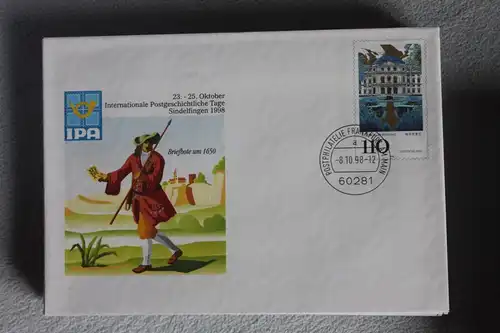 23. - 25. Oktober
Internationale Postgeschichtliche Tage
Sindelfingen 1998
IPA
Briefbote um 1650
110
POSTPHILATELIE FRANKFURT MAIN
a
-8.10.98-12
60281